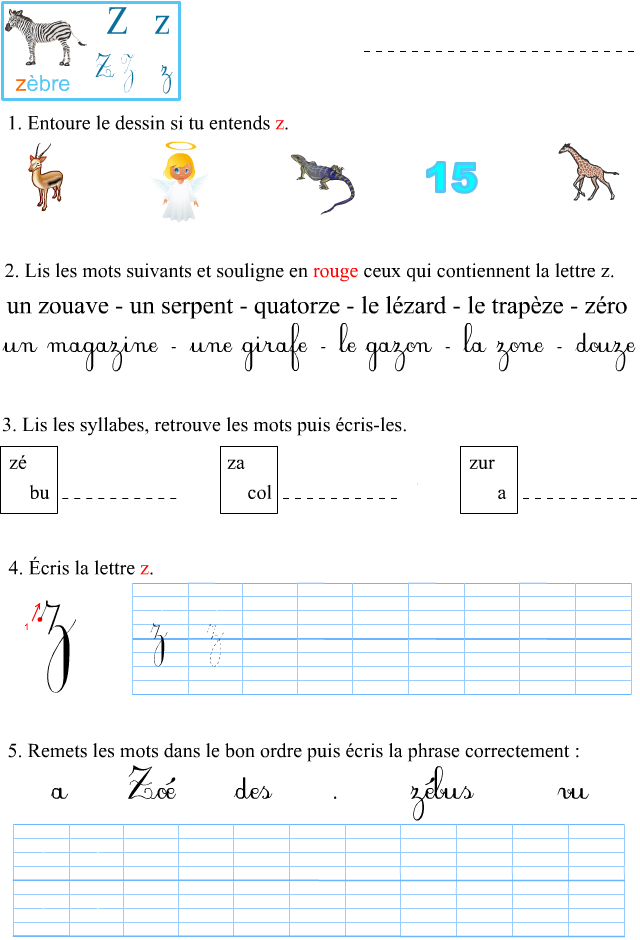 Z z
Z Z z
zèbre
1. Entoure le dessin si tu entends z.
15
2. Lis les mots suivants et souligne en rouge ceux qui contiennent la lettre z.
un zouave - un serpent - quatorze - le lézard - le trapèze - zéro
un magazine - une girafe - le gazon - la zone - douze
3. Lis les syllabes, retrouve les mots puis écris-les.
zé za zur
bu col a
4. Écris la lettre z.
1 z z z
5. Remets les mots dans le bon ordre puis écris la phrase correctement :
a Zoé des . zébus vu